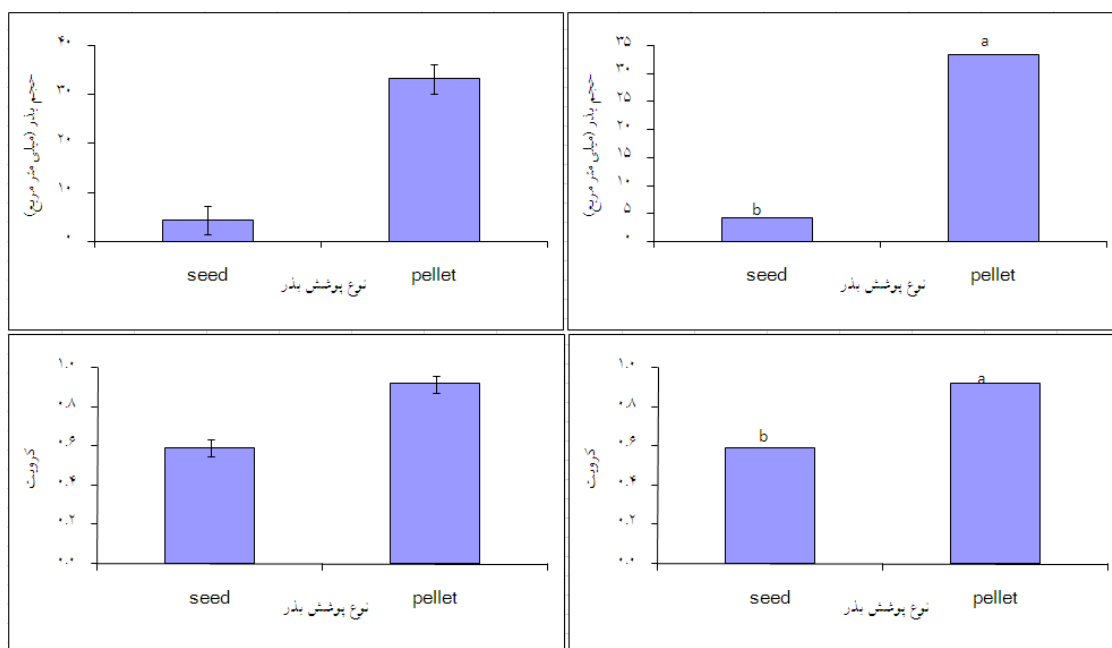 ۴۰
۳۰
۲۰
۱۰
۰
حجم بذر (میلی متر مربع)
seed
pellet
نوع پوشش بذر
۳۵
۳۰
۲۵
۲۰
۱۵
۱۰
۵
۰
حجم بذر (میلی متر مربع)
a
b
seed
pellet
نوع پوشش بذر
۱.۰
۰.۸
۰.۶
۰.۴
۰.۲
۰.۰
کرویت
seed
pellet
نوع پوشش بذر
۱.۰
۰.۸
۰.۶
۰.۴
۰.۲
۰.۰
کرویت
a
b
seed
pellet
نوع پوشش بذر